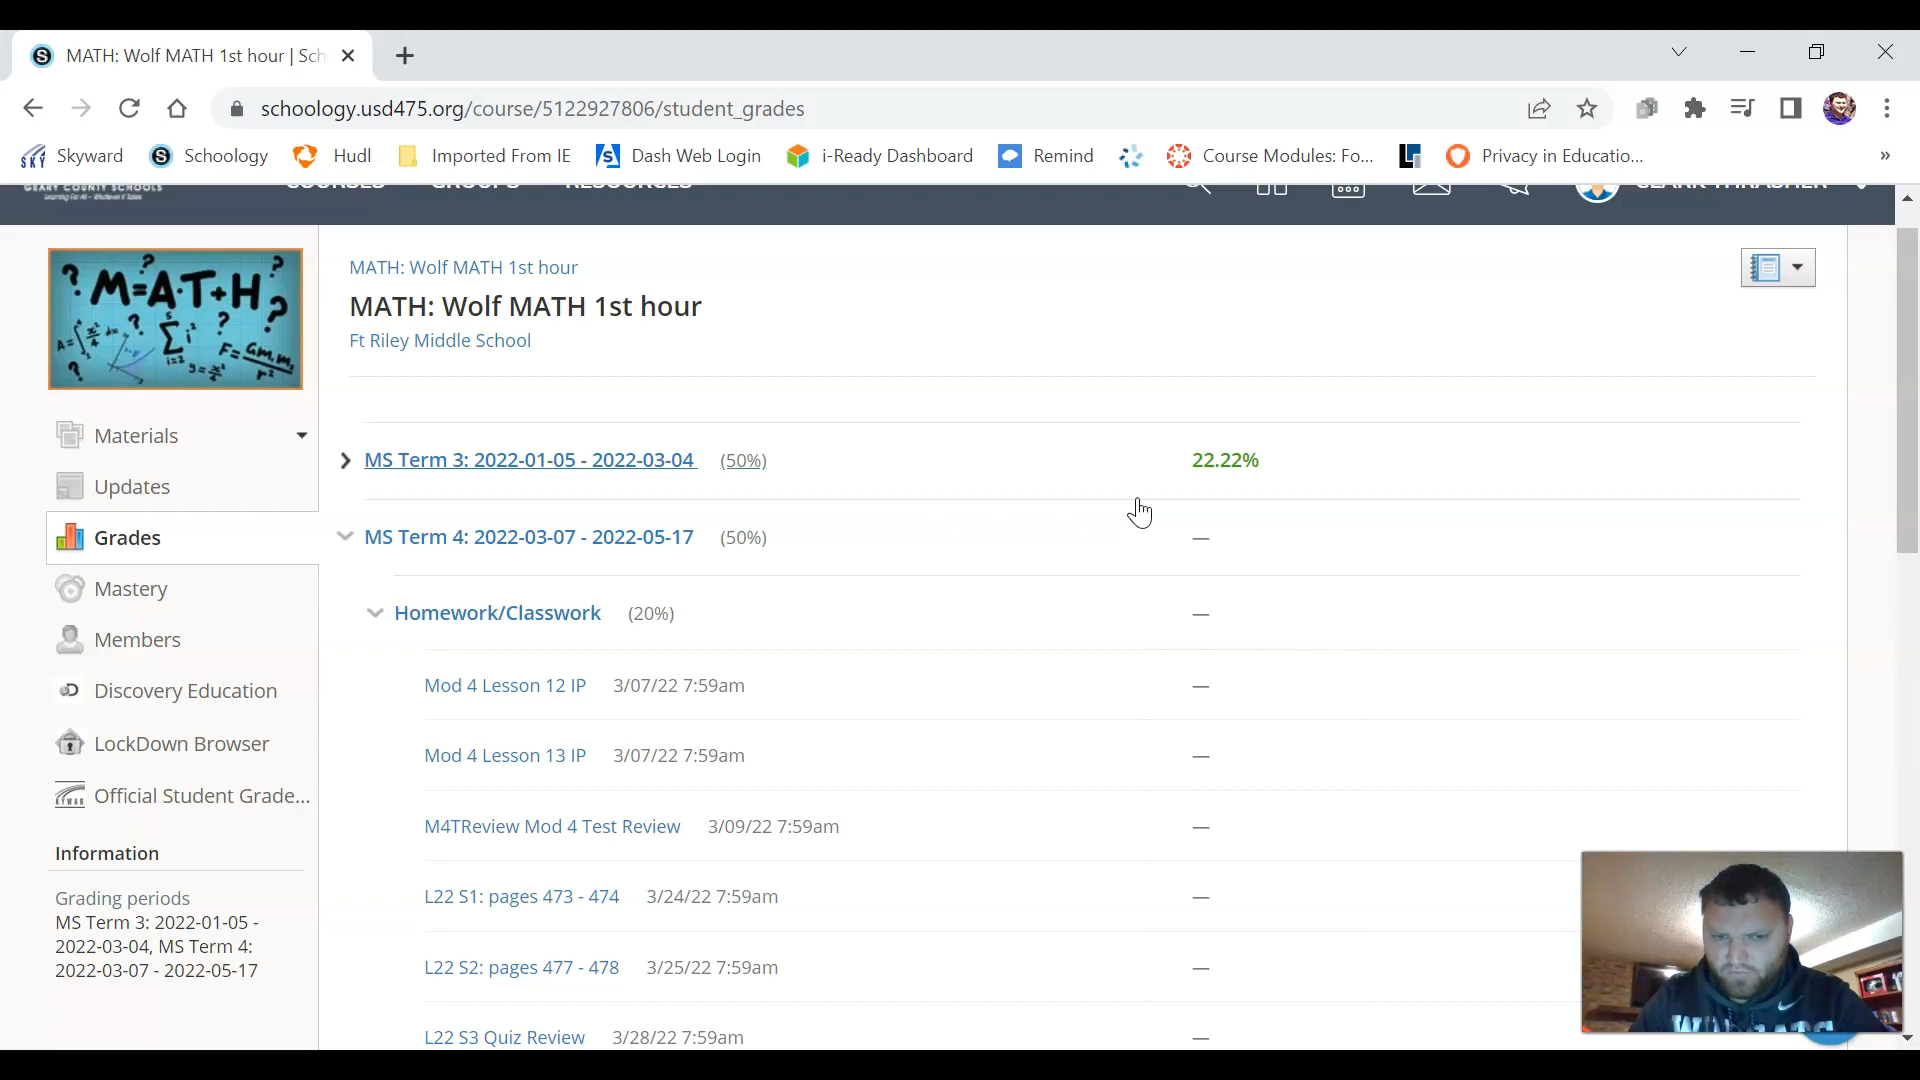 MATH: Wolf MATH 1st hour | Sch
schoology.usd475.org/course/5122927806/student_grades
Skyward
Schoology
Hudl
Imported From IE
Dash Web Login
i-Ready Dashboard
Remind
Course Modules: Fo...
Privacy in Educatio...
»
GEARY COUNTY SCHOOLS
COURSES
GROUPS
RESOURCES
CLARK THRASHER
M=A·T+H
MATH: Wolf MATH 1st hour
MATH: Wolf MATH 1st hour
Ft Riley Middle School
Materials
Updates
Grades
Mastery
Members
Discovery Education
LockDown Browser
Official Student Grade...
Information
Grading periods
MS Term 3: 2022-01-05 -
2022-03-04, MS Term 4:
2022-03-07 - 2022-05-17
MS Term 3: 2022-01-05 - 2022-03-04 (50%) 22.22%
MS Term 4: 2022-03-07 - 2022-05-17 (50%) —
Homework/Classwork (20%) —
Mod 4 Lesson 12 IP 3/07/22 7:59am —
Mod 4 Lesson 13 IP 3/07/22 7:59am —
M4TReview Mod 4 Test Review 3/09/22 7:59am —
L22 S1: pages 473 - 474 3/24/22 7:59am —
L22 S2: pages 477 - 478 3/25/22 7:59am —
L22 S3 Quiz Review 3/28/22 7:59am —